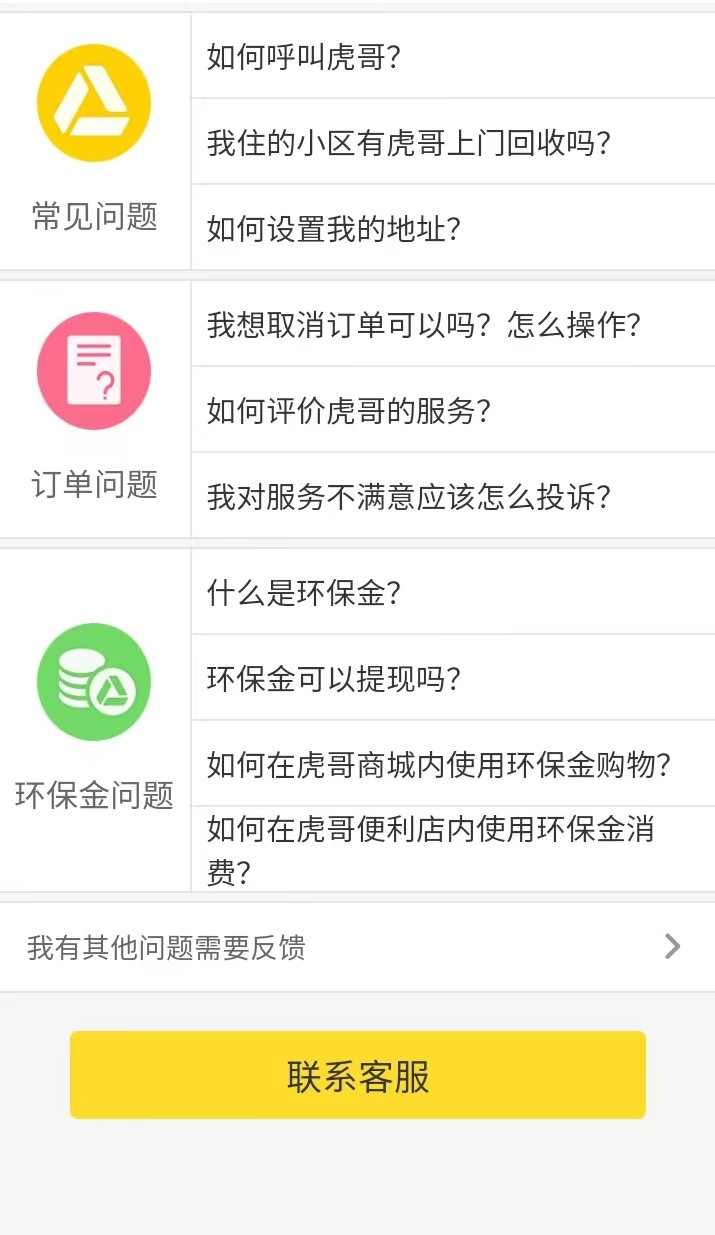 如何呼叫虎哥？
我住的小区有虎哥上门回收吗？
常见问题
如何设置我的地址？
我想取消订单可以吗？怎么操作？
如何评价虎哥的服务？
订单问题
我对服务不满意应该怎么投诉？
什么是环保金？
环保金可以提现吗？
如何在虎哥商城内使用环保金购物？
环保金问题
如何在虎哥便利店内使用环保金消
费？
我有其他问题需要反馈
联系客服